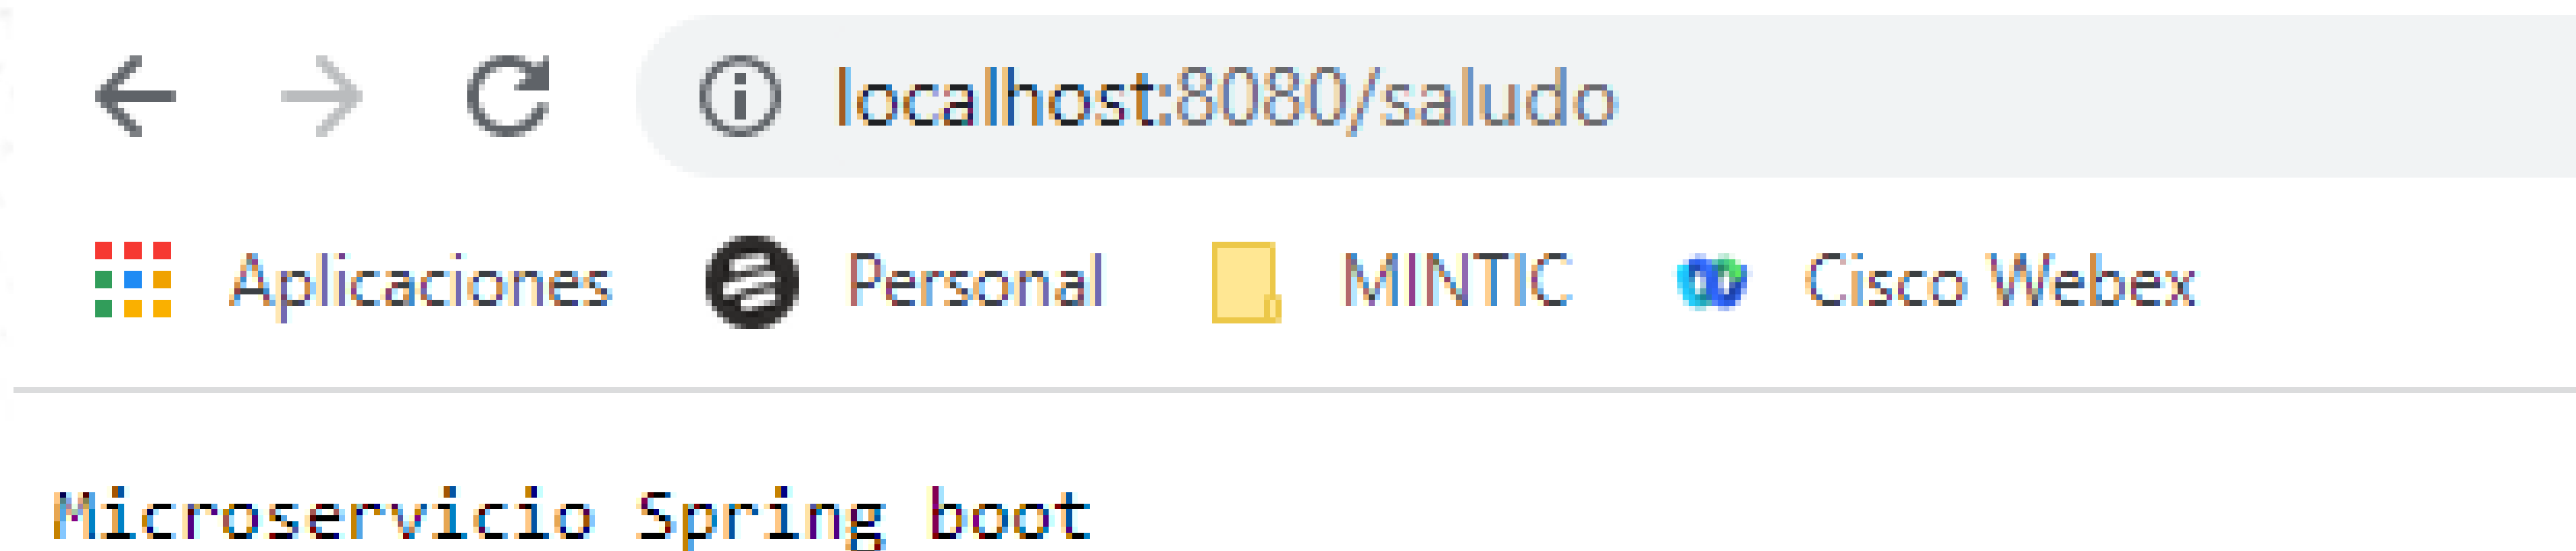 localhost:8080/saludo
Aplicaciones Personal MINTIC Cisco Webex
Microservicio Spring boot